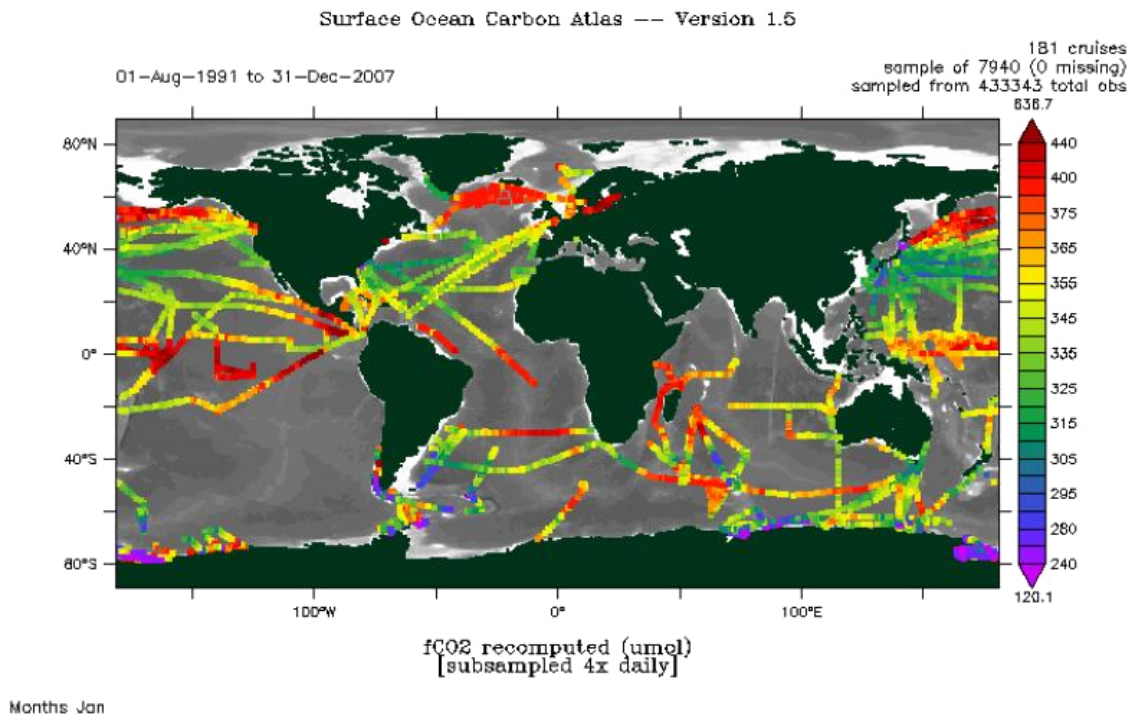 Surface Ocean Carbon Atlas —— Version 1.5
181 cruises
01-Aug-1991 to 31-Dec-2007
sample of 7940 (0 missing)
sampled from 433343 total obs
636.7
80°N
40°N
0°
40°S
80°S
100°W
0°
100°E
440
400
375
365
355
345
335
325
315
305
295
280
240
120.1
fCO2 recomputed (umol)
[subsampled 4x daily]
Months Jan